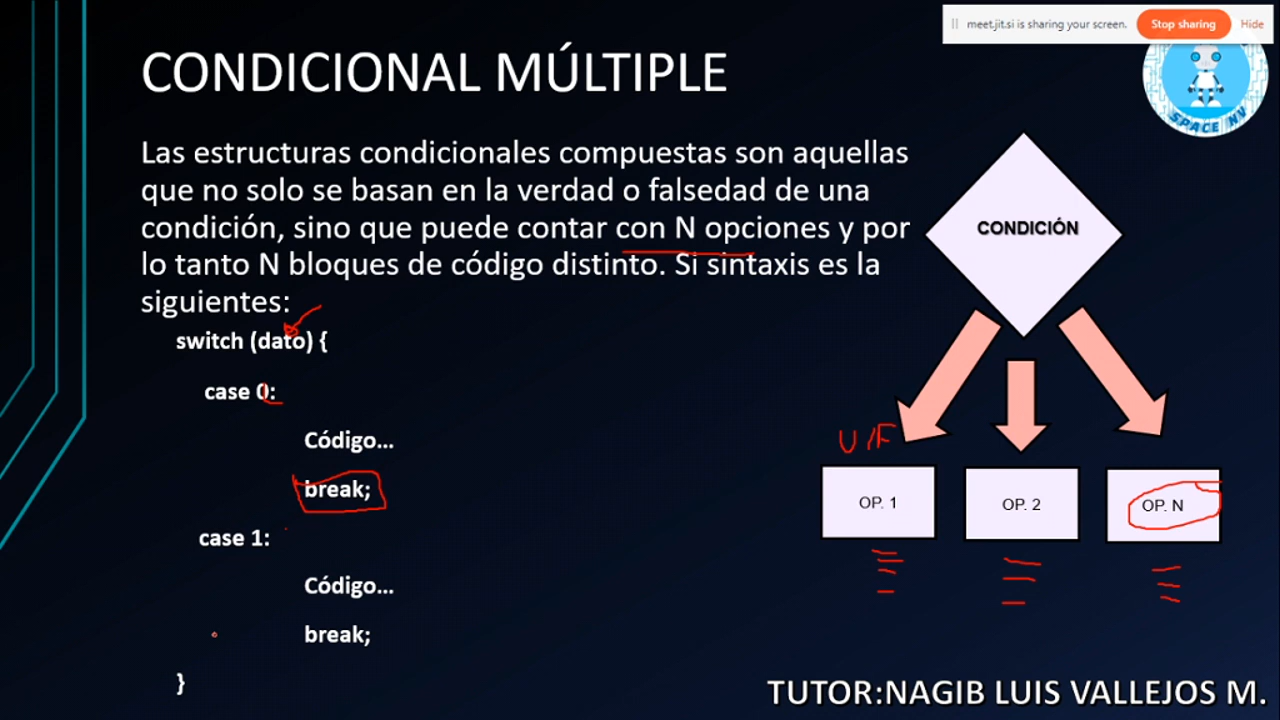 meet.jit.si is sharing your screen.
Stop sharing
Hide
SPACE NV
CONDICIONAL MÚLTIPLE
Las estructuras condicionales compuestas son aquellas
que no solo se basan en la verdad o falsedad de una
condición, sino que puede contar con N opciones y por
lo tanto N bloques de código distinto. Si sintaxis es la
siguientes:
switch (dato) {
case 0:
Código...
break;
case 1:
Código...
break;
}
CONDICIÓN
V/F
OP. 1
OP. 2
OP. N
TUTOR:NAGIB LUIS VALLEJOS M.